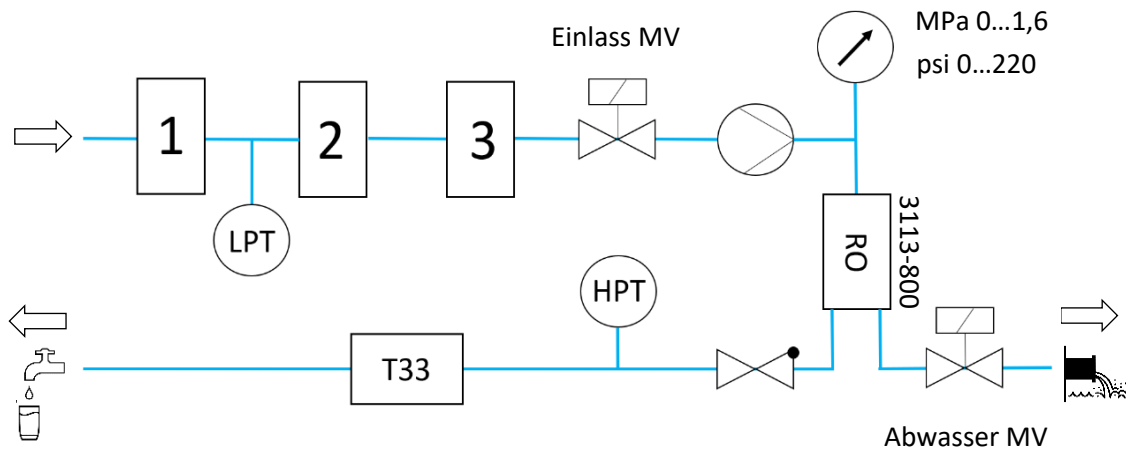 MPa 0...1,6
Einlass MV
psi 0...220
1
2
3
LPT
RO
3113-800
HPT
T33
Abwasser MV